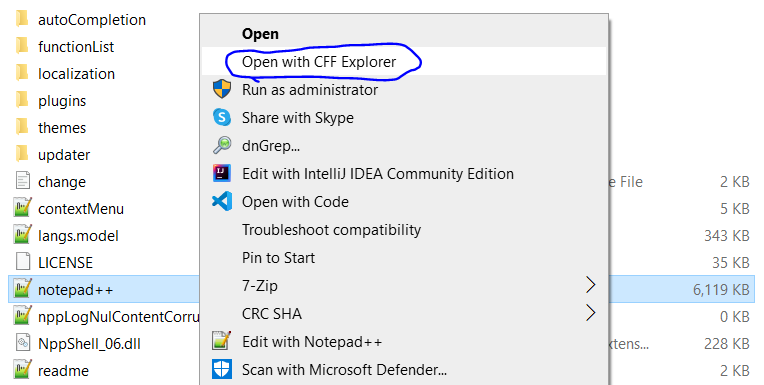 autoCompletion
functionList
localization
plugins
themes
updater
change
contextMenu
langs.model
LICENSE
notepad++
nppLogNulContentCorru
NppShell_06.dll
readme
Open
Open with CFF Explorer
Run as administrator
Share with Skype
dnGrep...
Edit with IntelliJ IDEA Community Edition
Open with Code
Troubleshoot compatibility
Pin to Start
7-Zip
CRC SHA
Edit with Notepad++
Scan with Microsoft Defender...
e File 2 KB
5 KB
343 KB
35 KB
6,119 KB
0 KB
xtens... 228 KB
2 KB